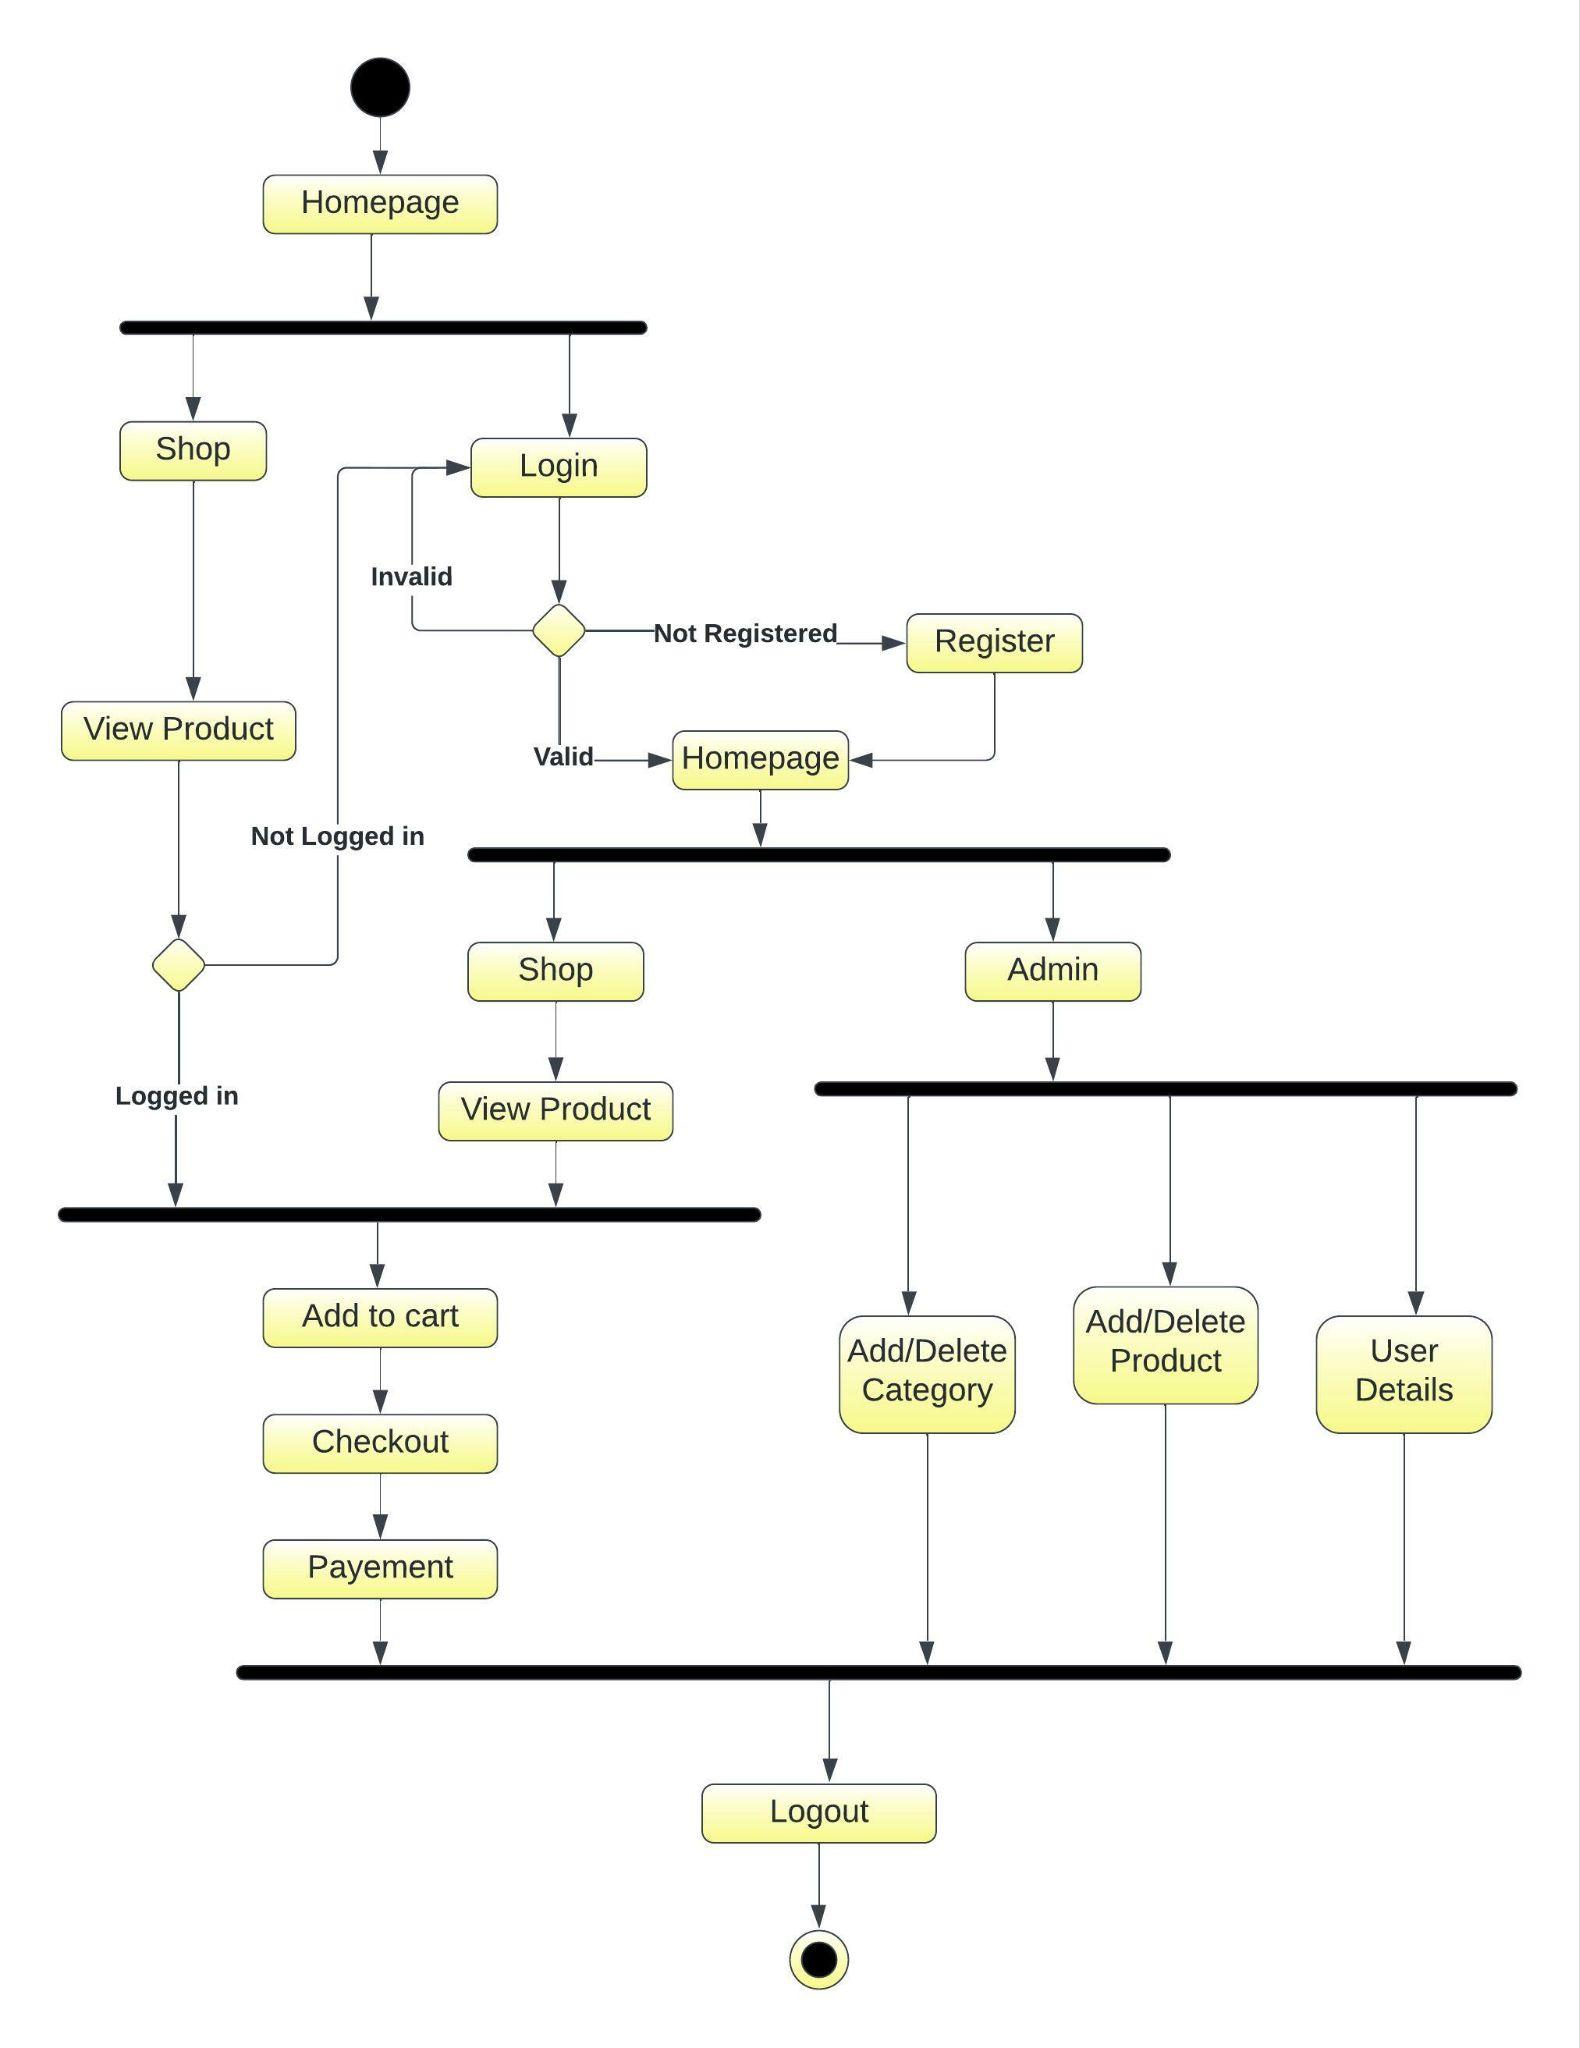 Homepage
Shop
Login
Invalid
Not Registered
Register
View Product
Valid
Homepage
Not Logged in
Shop
Admin
Logged in
View Product
Add to cart
Add/Delete
Category
Add/Delete
Product
User
Details
Checkout
Payement
Logout